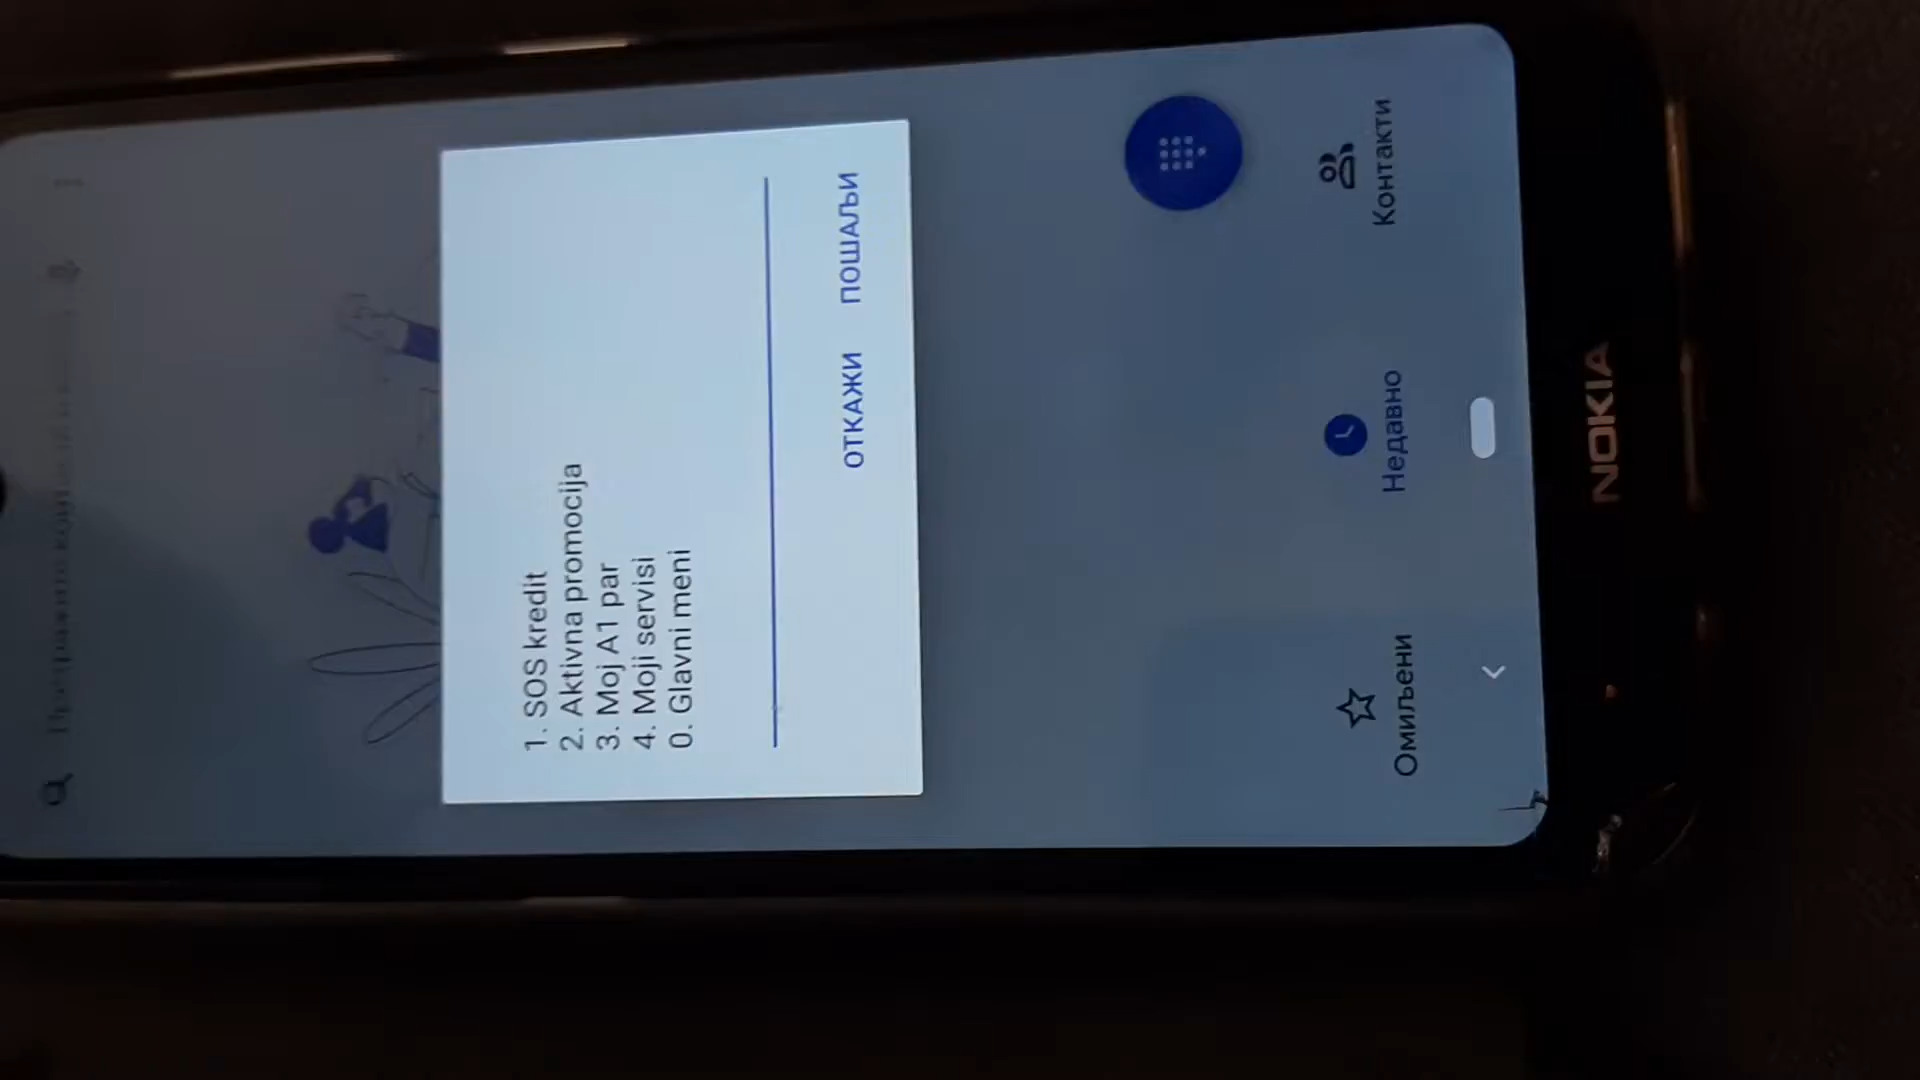 1. SOS kredit
2. Aktivna promocija
3. Moj A1 par
4. Moji servisi
0. Glavni meni
ОТКАЖИ ПОШАЉИ
Омиљени Недавно Контакти
NOKIA